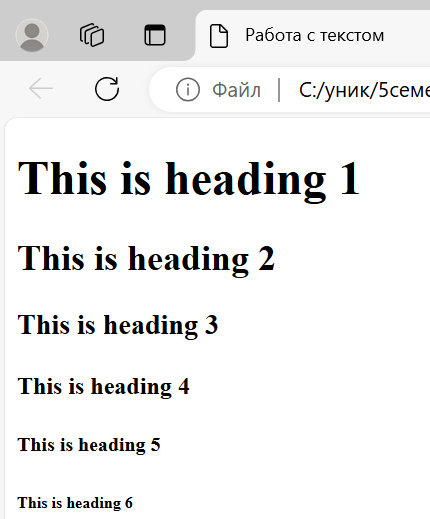 Работа с текстом
Файл | C:/уник/5семе
This is heading 1
This is heading 2
This is heading 3
This is heading 4
This is heading 5
This is heading 6